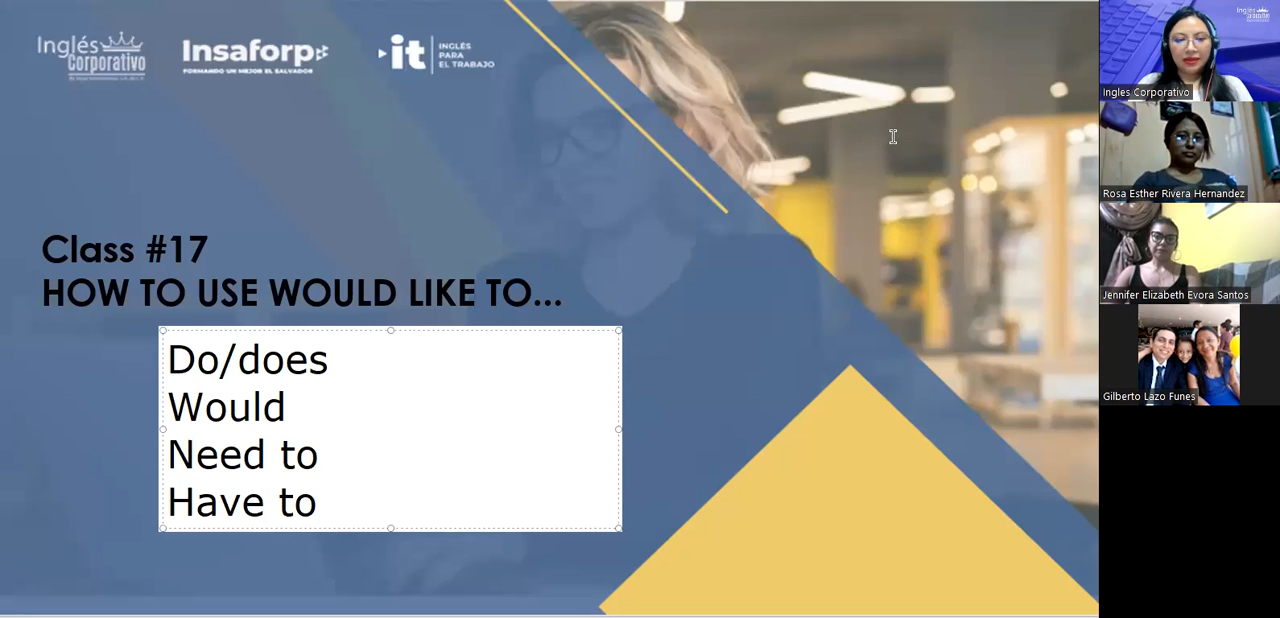 Inglés
Corporativo
Insaforp
FORMANDO UN MEJOR EL SALVADOR
it
INGLÉS
PARA
EL TRABAJO
Class #17
HOW TO USE WOULD LIKE TO...
Do/does
Would
Need to
Have to
Ingles Corporativo
Rosa Esther Rivera Hernandez
Jennifer Elizabeth Evora Santos
Gilberto Lazo Funes